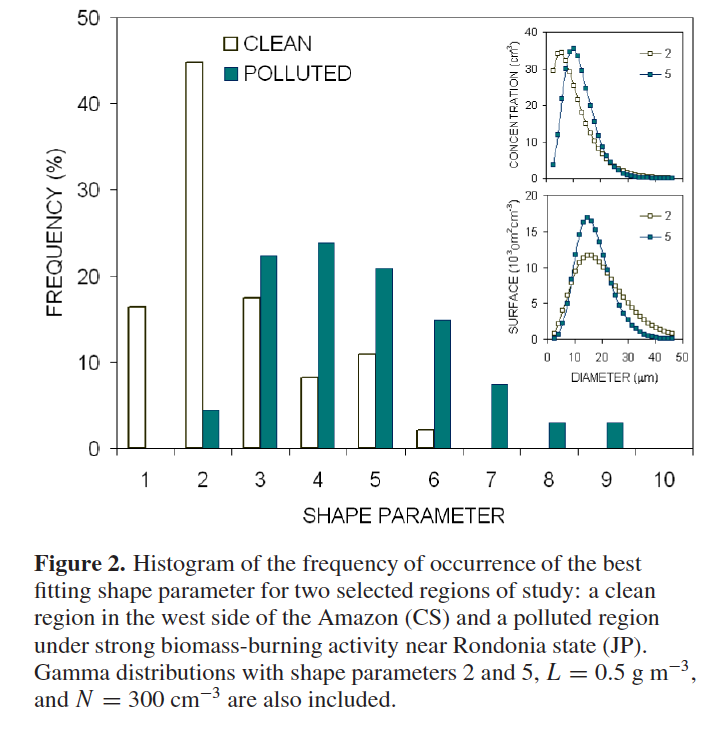 50
40
30
20
10
0
FREQUENCY (%)
CLEAN
POLLUTED
1 2 3 4 5 6 7 8 9 10
SHAPE PARAMETER
40
30
20
10
0
CONCENTRATION (cm³)
2
5
20
15
10
5
0
SURFACE (10³µm²cm⁻³)
2
5
0 10 20 30 40 50
DIAMETER (µm)
Figure 2. Histogram of the frequency of occurrence of the best
fitting shape parameter for two selected regions of study: a clean
region in the west side of the Amazon (CS) and a polluted region
under strong biomass-burning activity near Rondonia state (JP).
Gamma distributions with shape parameters 2 and 5, L = 0.5 g m⁻³,
and N = 300 cm⁻³ are also included.